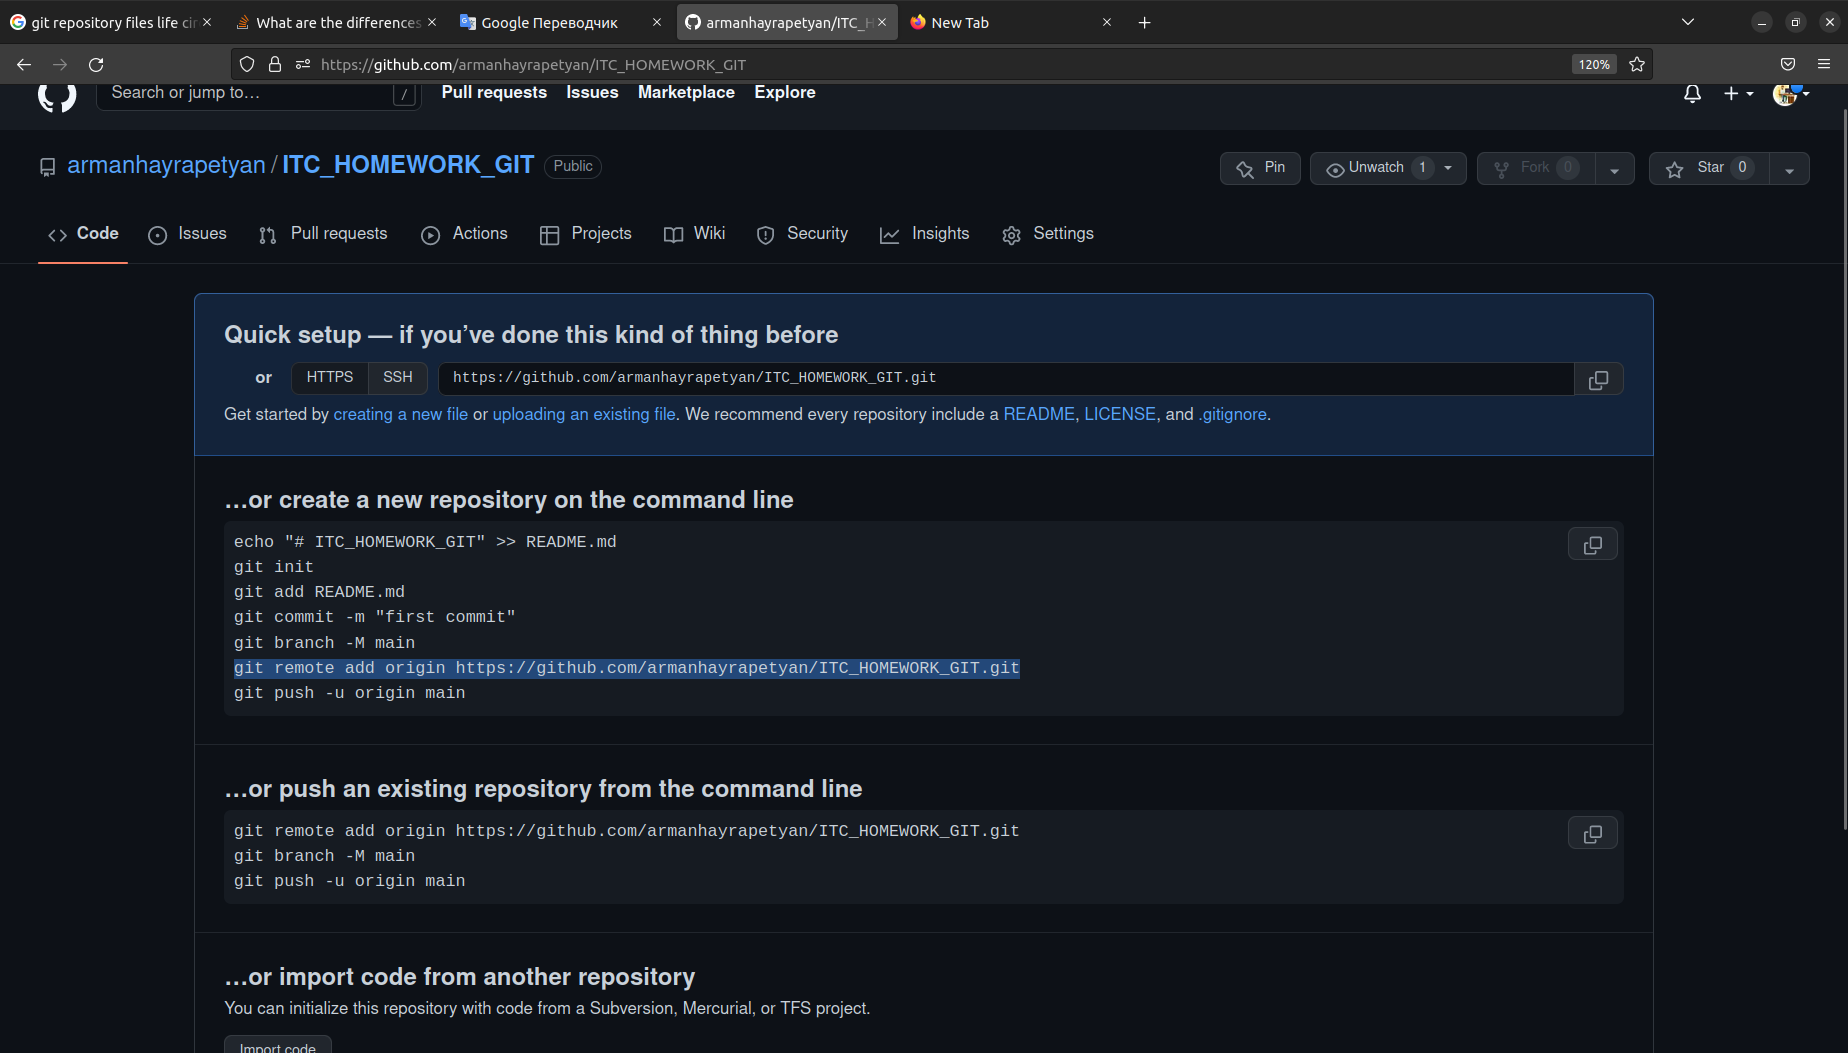 git repository files life cir
What are the differences
Google Переводчик
armanhayrapetyan/ITC_H
New Tab
https://github.com/armanhayrapetyan/ITC_HOMEWORK_GIT
120%
Search or jump to...
/
Pull requests
Issues
Marketplace
Explore
armanhayrapetyan / ITC_HOMEWORK_GIT
Public
Pin
Unwatch 1
Fork 0
Star 0
Code
Issues
Pull requests
Actions
Projects
Wiki
Security
Insights
Settings
Quick setup — if you’ve done this kind of thing before
or
HTTPS
SSH
https://github.com/armanhayrapetyan/ITC_HOMEWORK_GIT.git
Get started by creating a new file or uploading an existing file. We recommend every repository include a README, LICENSE, and .gitignore.
…or create a new repository on the command line
echo "# ITC_HOMEWORK_GIT" >> README.md
git init
git add README.md
git commit -m "first commit"
git branch -M main
git remote add origin https://github.com/armanhayrapetyan/ITC_HOMEWORK_GIT.git
git push -u origin main
…or push an existing repository from the command line
git remote add origin https://github.com/armanhayrapetyan/ITC_HOMEWORK_GIT.git
git branch -M main
git push -u origin main
…or import code from another repository
You can initialize this repository with code from a Subversion, Mercurial, or TFS project.
Import code